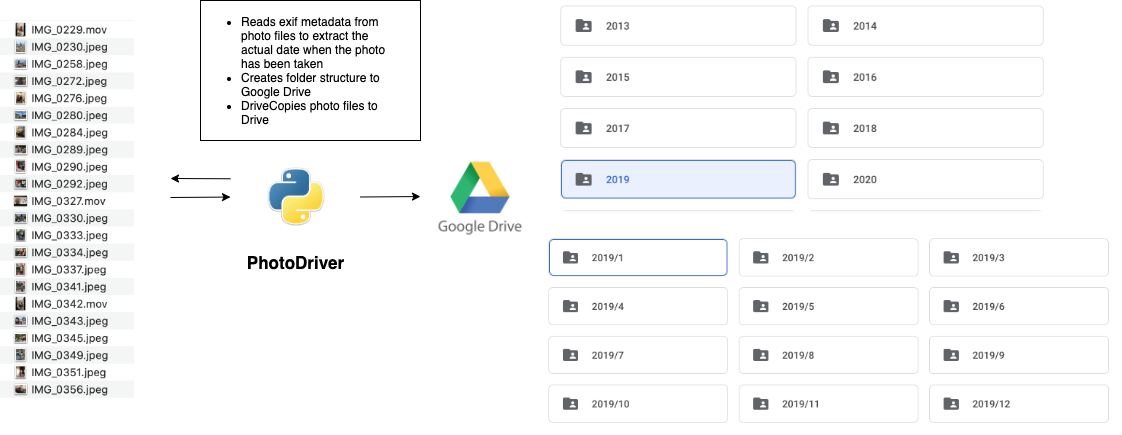 IMG_0229.mov
IMG_0230.jpeg
IMG_0258.jpeg
IMG_0272.jpeg
IMG_0276.jpeg
IMG_0280.jpeg
IMG_0284.jpeg
IMG_0289.jpeg
IMG_0290.jpeg
IMG_0292.jpeg
IMG_0327.mov
IMG_0330.jpeg
IMG_0333.jpeg
IMG_0334.jpeg
IMG_0337.jpeg
IMG_0341.jpeg
IMG_0342.mov
IMG_0343.jpeg
IMG_0345.jpeg
IMG_0349.jpeg
IMG_0351.jpeg
IMG_0356.jpeg
• Reads exif metadata from
photo files to extract the
actual date when the photo
has been taken
• Creates folder structure to
Google Drive
• DriveCopies photo files to
Drive
PhotoDriver
Google Drive
2013
2014
2015
2016
2017
2018
2019
2020
2019/1
2019/2
2019/3
2019/4
2019/5
2019/6
2019/7
2019/8
2019/9
2019/10
2019/11
2019/12